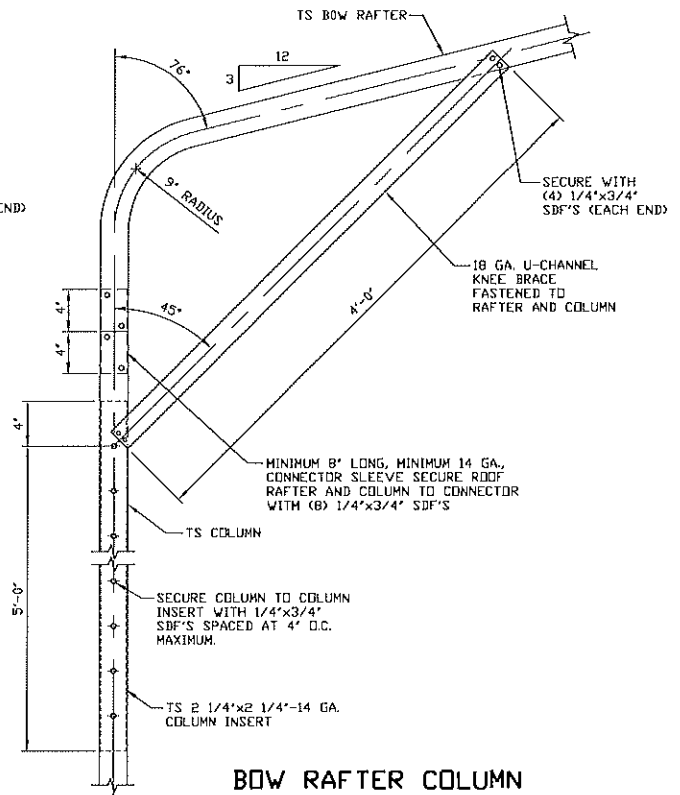 TS BOW RAFTER
12
3
76°
9" RADIUS
END)
SECURE WITH
(4) 1/4"x3/4"
SDF'S (EACH END)
18 GA. U-CHANNEL
KNEE BRACE
FASTENED TO
RAFTER AND COLUMN
4'-0"
45°
4"
4"
4"
MINIMUM 8" LONG, MINIMUM 14 GA.,
CONNECTOR SLEEVE SECURE ROOF
RAFTER AND COLUMN TO CONNECTOR
WITH (8) 1/4"x3/4" SDF'S
TS COLUMN
5'-0"
SECURE COLUMN TO COLUMN
INSERT WITH 1/4"x3/4"
SDF'S SPACED AT 4" O.C.
MAXIMUM.
TS 2 1/4"x2 1/4"-14 GA.
COLUMN INSERT
BOW RAFTER COLUMN